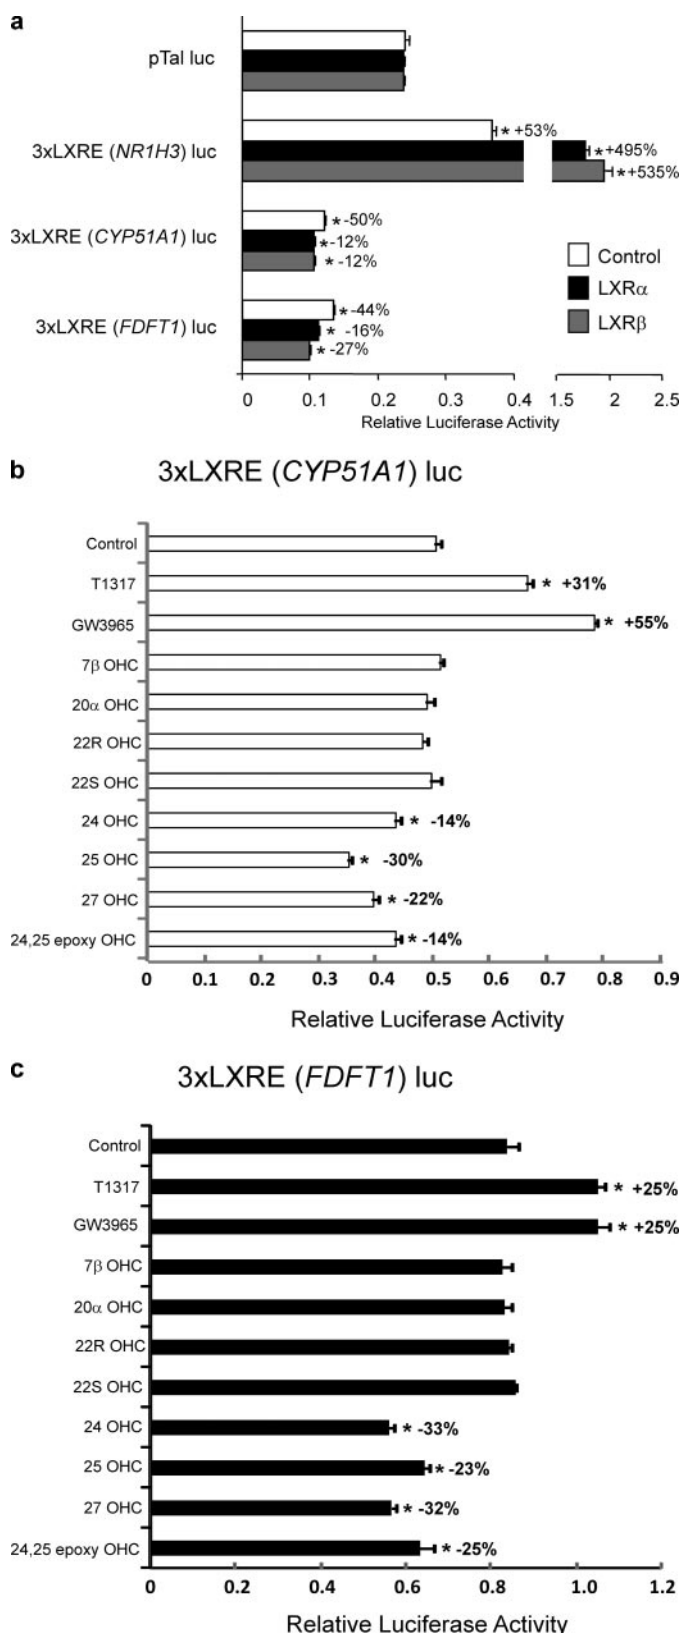 a
pTal luc
3xLXRE (NR1H3) luc
* +53%
*+495%
*+535%
3xLXRE (CYP51A1) luc
* -50%
*-12%
* -12%
3xLXRE (FDFT1) luc
* -44%
* -16%
* -27%
Control
LXRα
LXRβ
0 0.1 0.2 0.3 0.4 1.5 2 2.5
Relative Luciferase Activity
b
3xLXRE (CYP51A1) luc
Control
T1317 * +31%
GW3965 * +55%
7β OHC
20α OHC
22R OHC
22S OHC
24 OHC * -14%
25 OHC * -30%
27 OHC * -22%
24,25 epoxy OHC * -14%
0 0.1 0.2 0.3 0.4 0.5 0.6 0.7 0.8 0.9
Relative Luciferase Activity
c
3xLXRE (FDFT1) luc
Control
T1317 * +25%
GW3965 * +25%
7β OHC
20α OHC
22R OHC
22S OHC
24 OHC * -33%
25 OHC * -23%
27 OHC * -32%
24,25 epoxy OHC * -25%
0 0.2 0.4 0.6 0.8 1.0 1.2
Relative Luciferase Activity